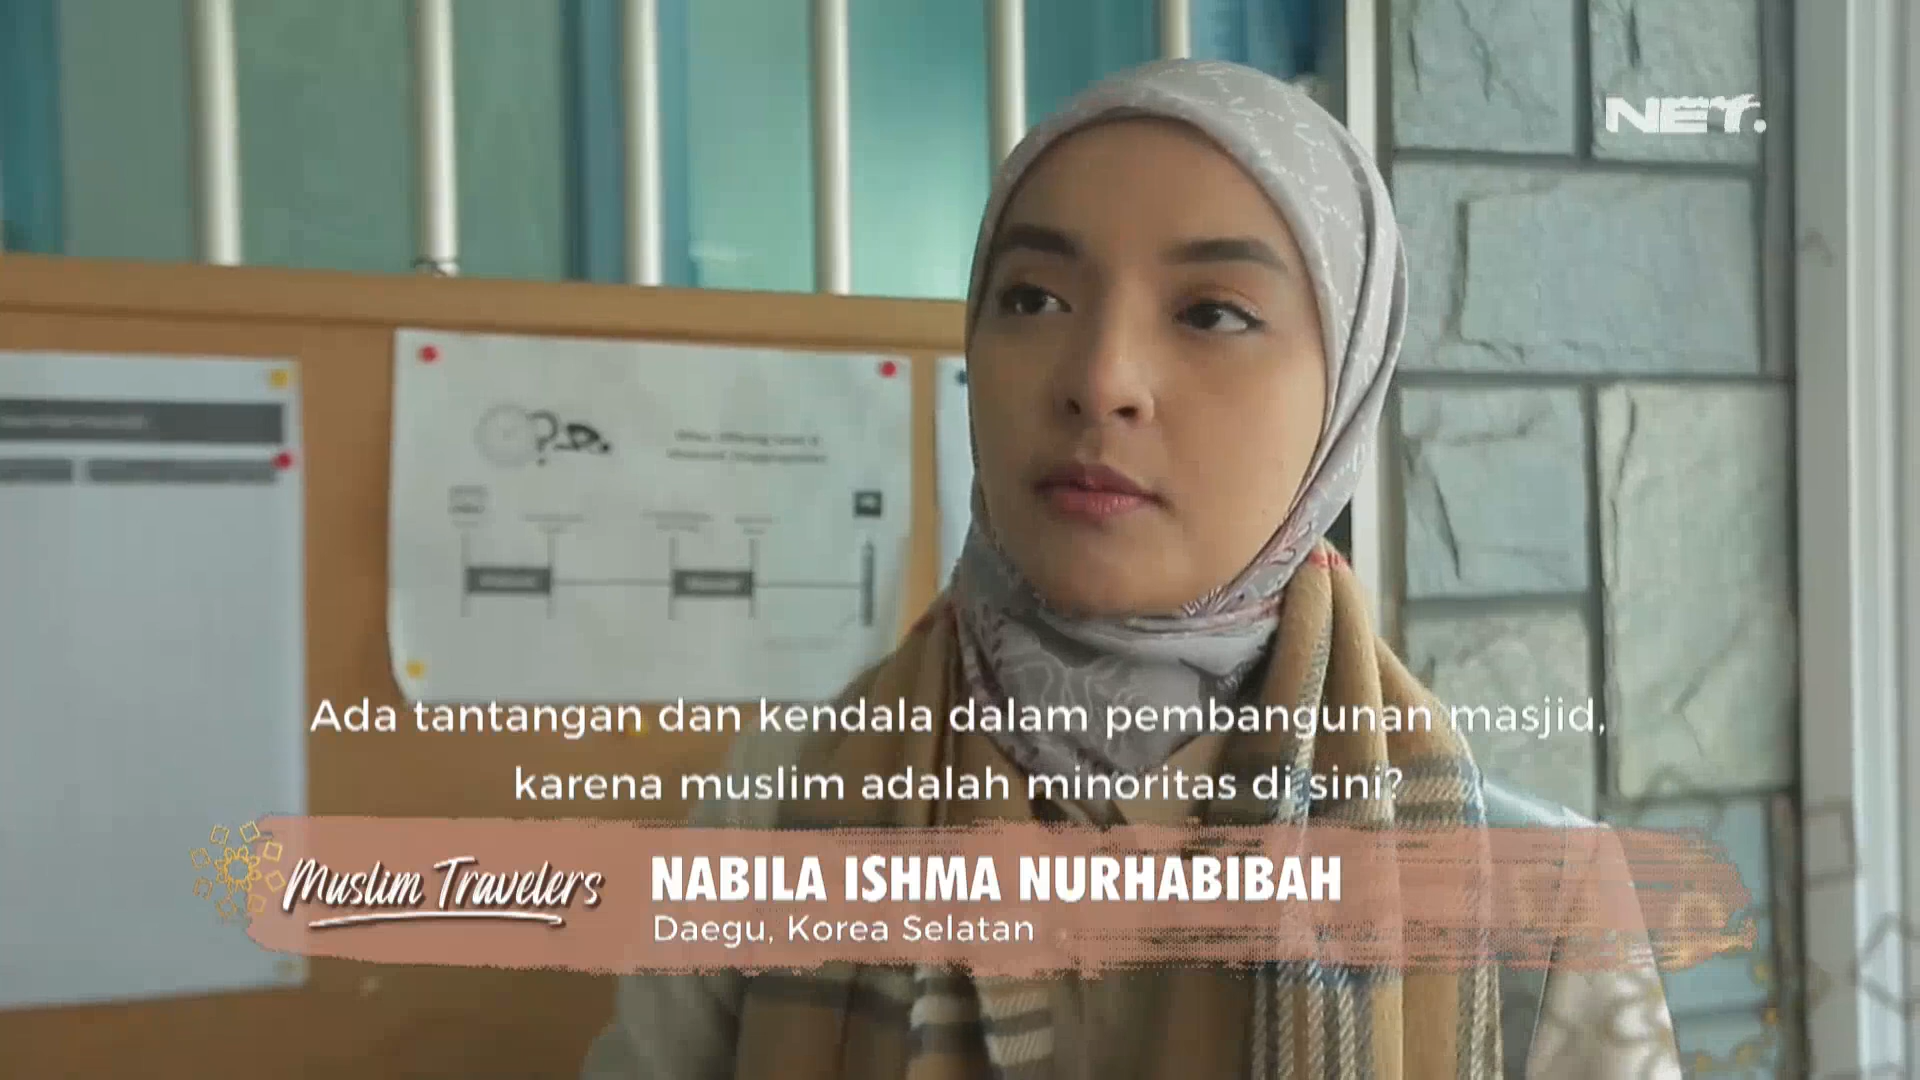 NET.
Ada tantangan dan kendala dalam pembangunan masjid,
karena muslim adalah minoritas di sini?
Muslim Travelers
NABILA ISHMA NURHABIBAH
Daegu, Korea Selatan